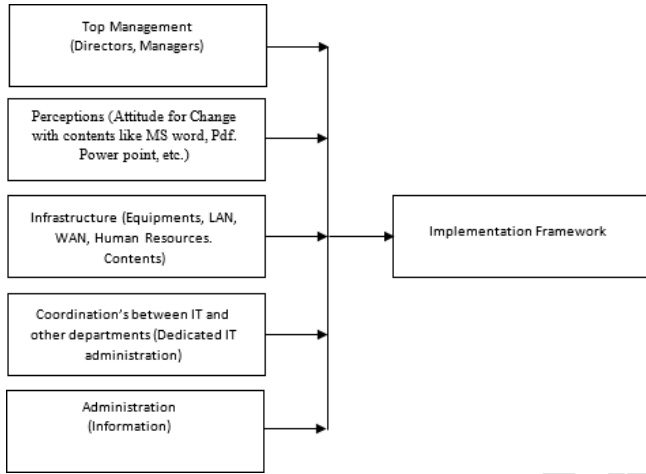 Top Management
(Directors, Managers)
Perceptions (Attitude for Change
with contents like MS word, Pdf.
Power point, etc.)
Infrastructure (Equipments, LAN,
WAN, Human Resources.
Contents)
Implementation Framework
Coordination's between IT and
other departments (Dedicated IT
administration)
Administration
(Information)